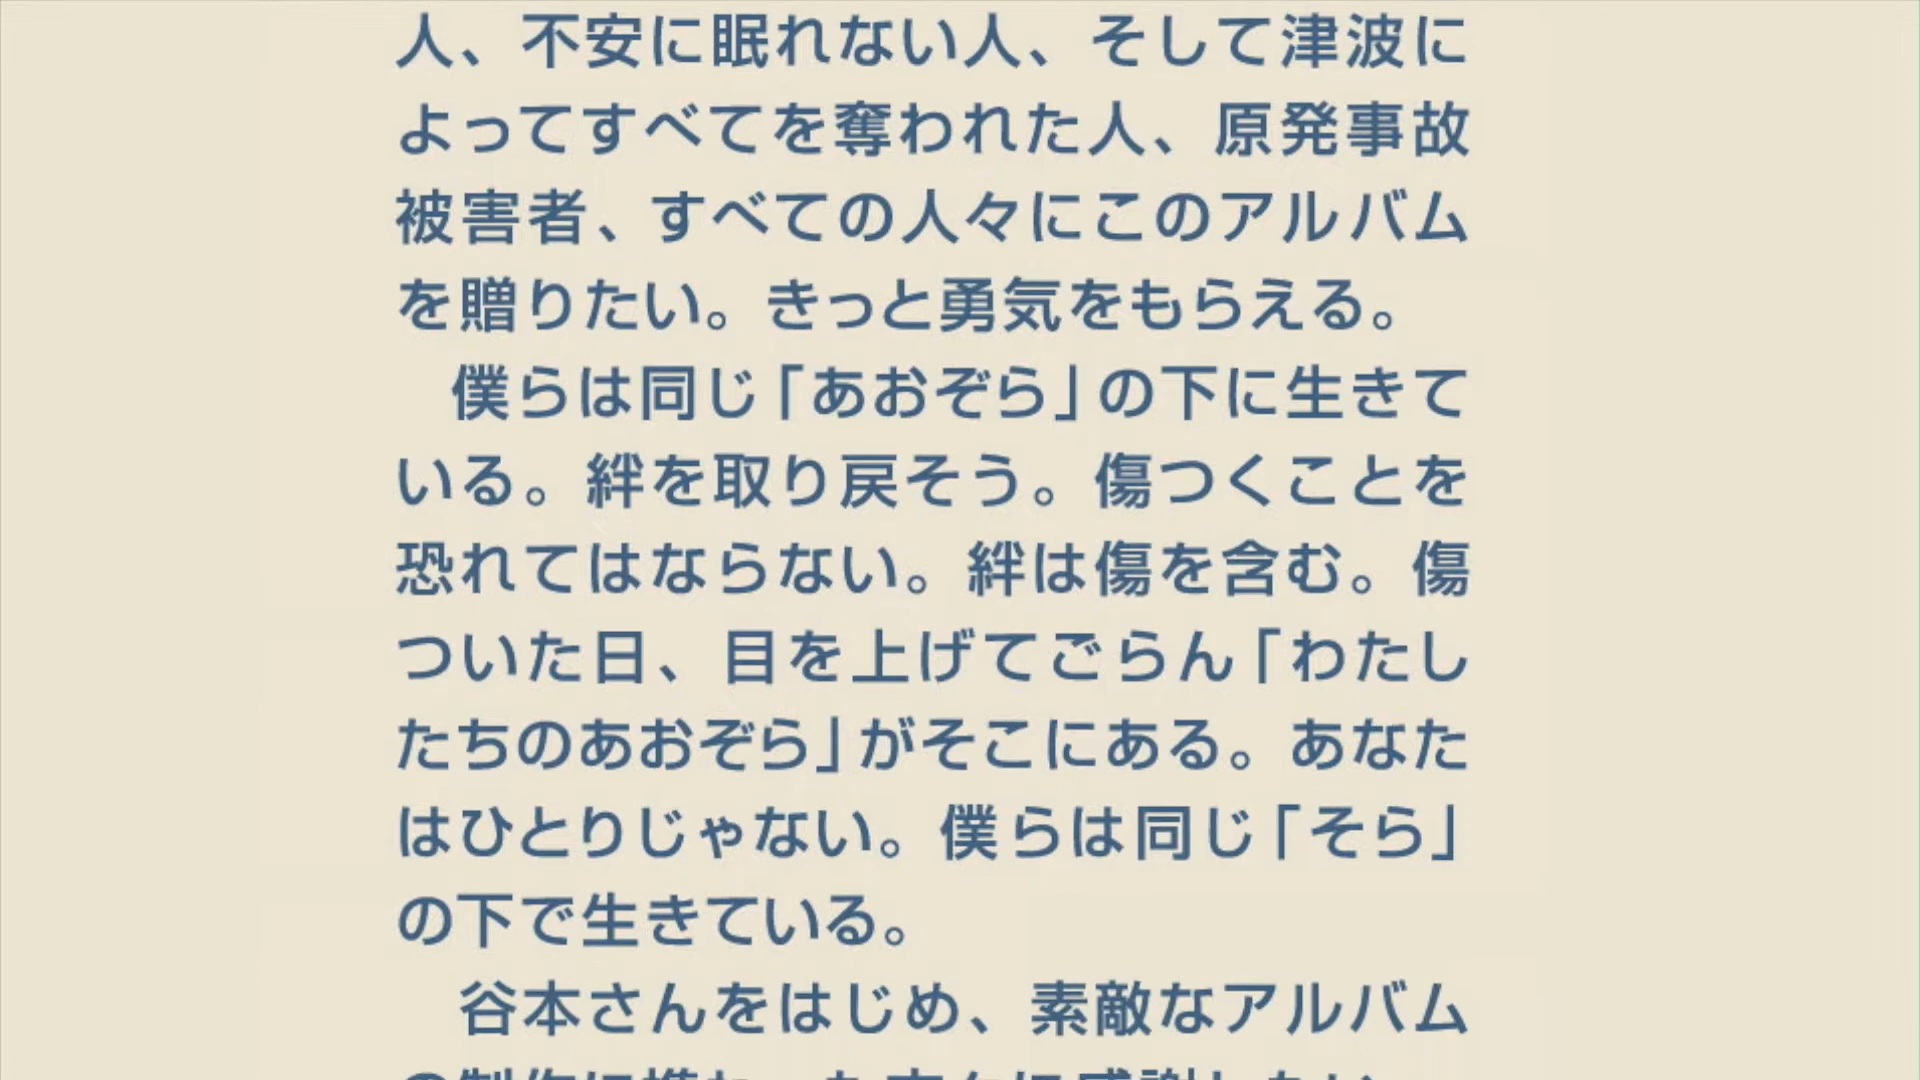 人、不安に眠れない人、そして津波に
よってすべてを奪われた人、原発事故
被害者、すべての人々にこのアルバム
を贈りたい。きっと勇気をもらえる。
僕らは同じ「あおぞら」の下に生きて
いる。絆を取り戻そう。傷つくことを
恐れてはならない。絆は傷を含む。傷
ついた日、目を上げてごらん「わたし
たちのあおぞら」がそこにある。あなた
はひとりじゃない。僕らは同じ「そら」
の下で生きている。
谷本さんをはじめ、素敵なアルバム